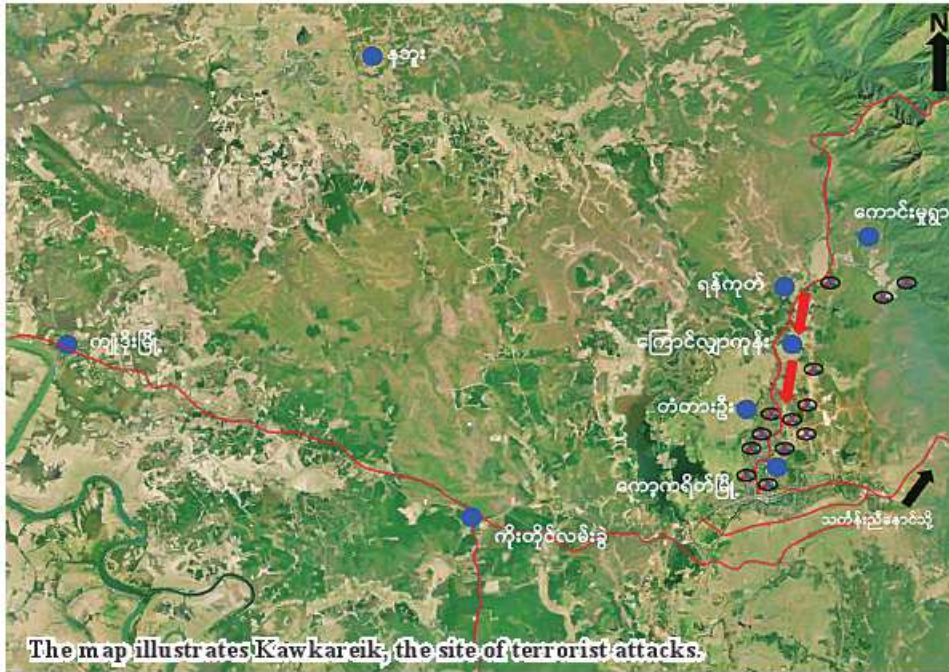 N
နဘူး
ကောင်းမှုရွာ
ရန်ကုတ်
ကျုံဒိုးမြို့
ကြောင်လျှာကုန်း
တံတားဦး
ကော့ကရိတ်မြို့
သင်္ကန်းညီနောင်သို့
ကိုးတိုင်လမ်းခွဲ
The map illustrates Kawkareik, the site of terrorist attacks.